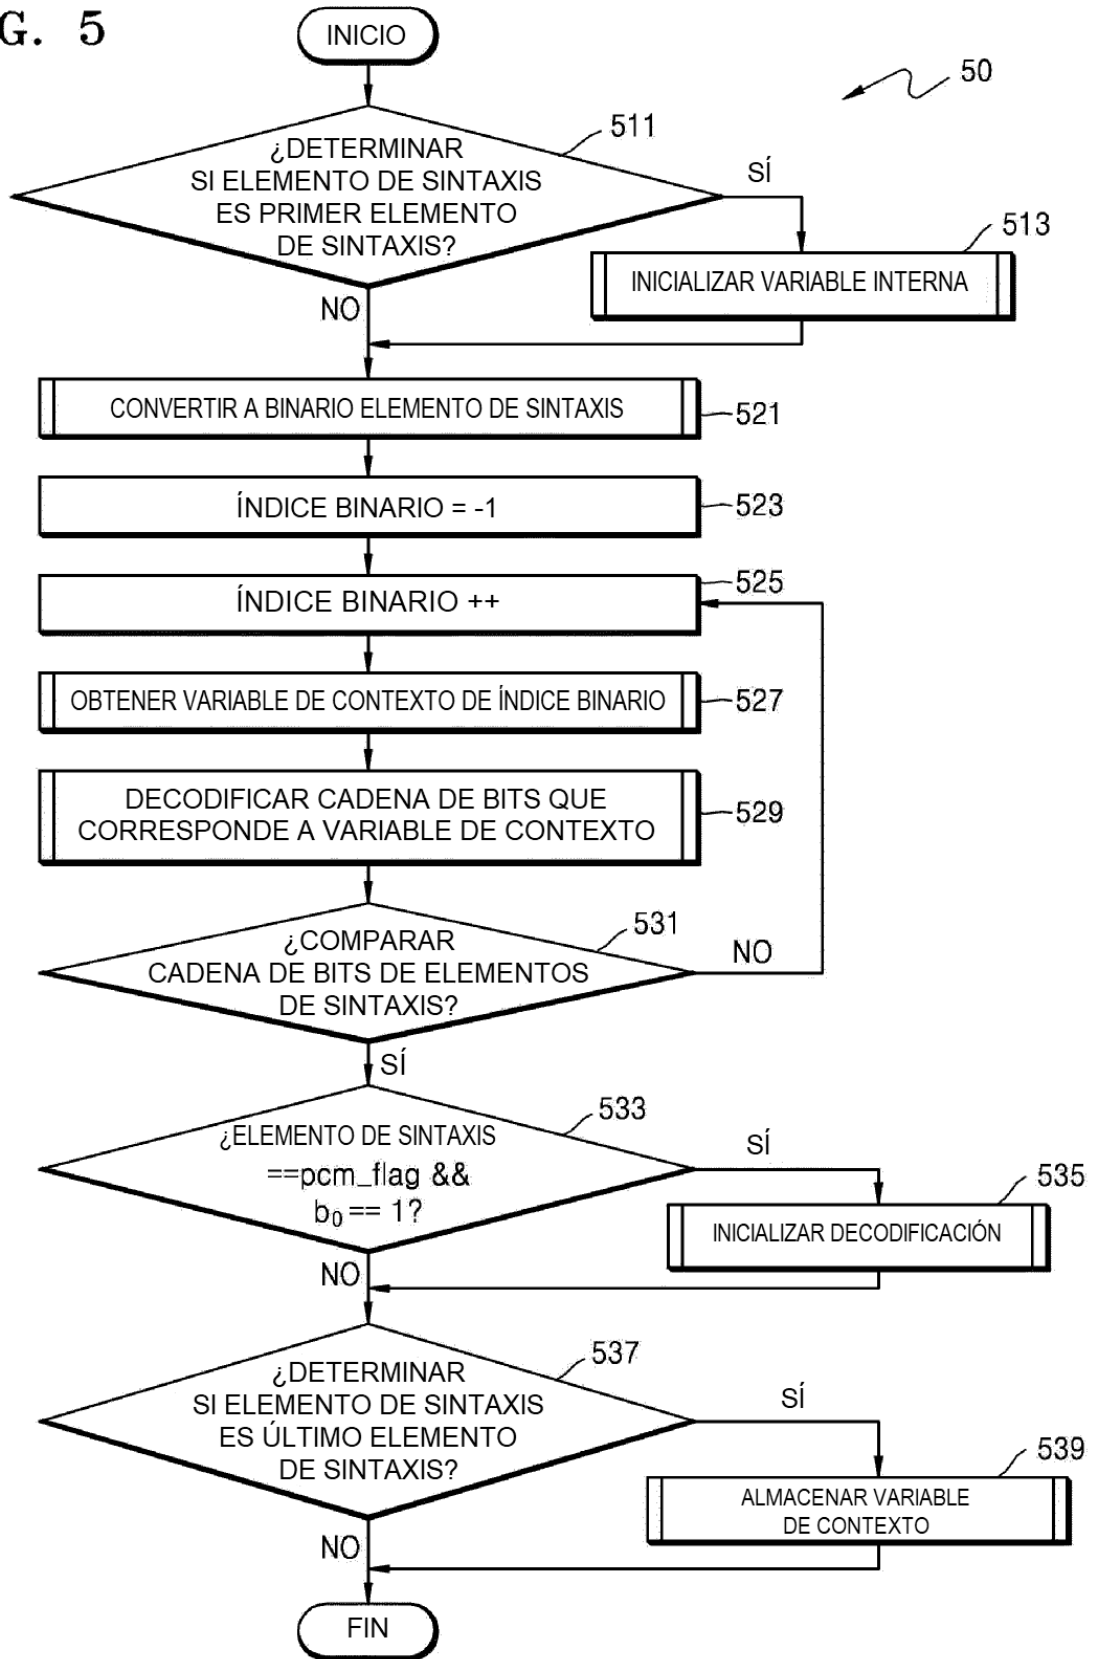 G. 5
INICIO
50
511
¿DETERMINAR
SI ELEMENTO DE SINTAXIS
ES PRIMER ELEMENTO
DE SINTAXIS?
SÍ
513
INICIALIZAR VARIABLE INTERNA
NO
CONVERTIR A BINARIO ELEMENTO DE SINTAXIS
521
ÍNDICE BINARIO = -1
523
ÍNDICE BINARIO ++
525
OBTENER VARIABLE DE CONTEXTO DE ÍNDICE BINARIO
527
DECODIFICAR CADENA DE BITS QUE
CORRESPONDE A VARIABLE DE CONTEXTO
529
531
¿COMPARAR
CADENA DE BITS DE ELEMENTOS
DE SINTAXIS?
NO
SÍ
533
¿ELEMENTO DE SINTAXIS
==pcm_flag &&
b₀ == 1?
SÍ
535
INICIALIZAR DECODIFICACIÓN
NO
537
¿DETERMINAR
SI ELEMENTO DE SINTAXIS
ES ÚLTIMO ELEMENTO
DE SINTAXIS?
SÍ
539
ALMACENAR VARIABLE
DE CONTEXTO
NO
FIN